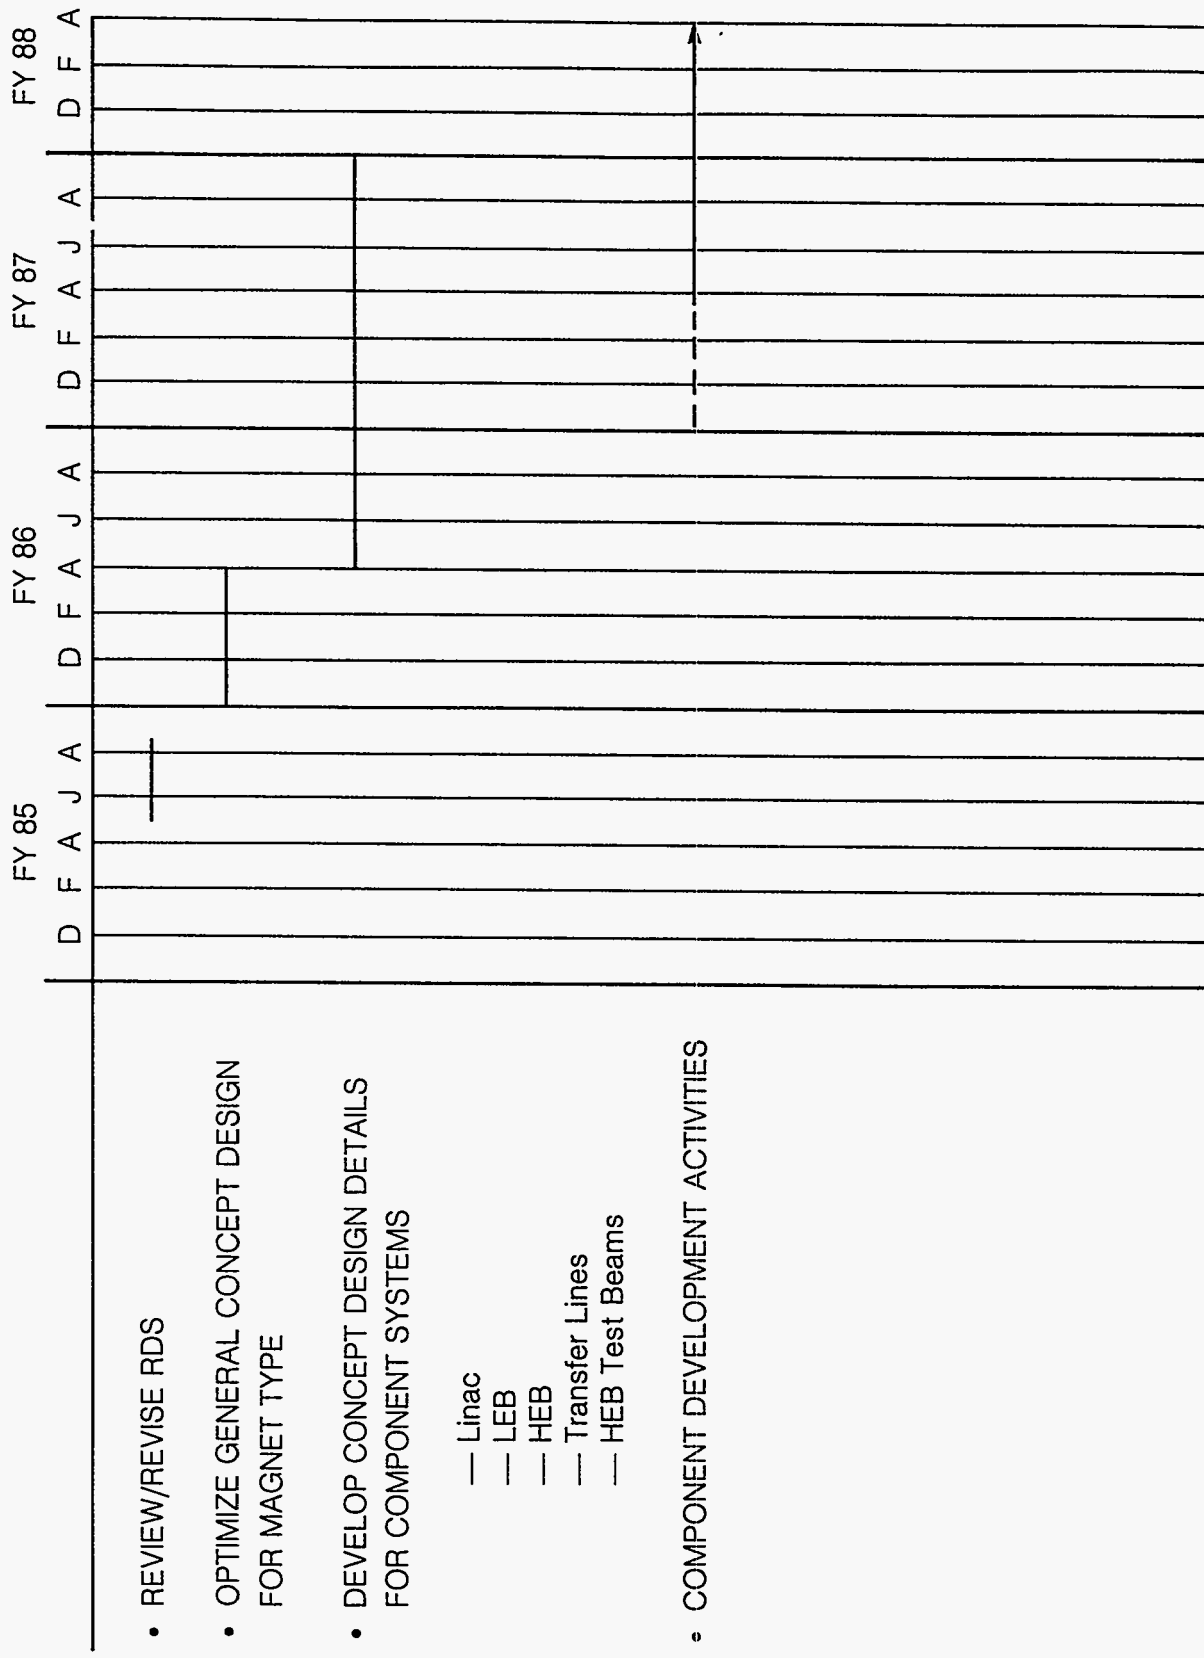 FY 85 FY 86 FY 87 FY 88
D F A J A D F A J A D F A J A D F A
• REVIEW/REVISE RDS
• OPTIMIZE GENERAL CONCEPT DESIGN
FOR MAGNET TYPE
• DEVELOP CONCEPT DESIGN DETAILS
FOR COMPONENT SYSTEMS
— Linac
— LEB
— HEB
— Transfer Lines
— HEB Test Beams
• COMPONENT DEVELOPMENT ACTIVITIES